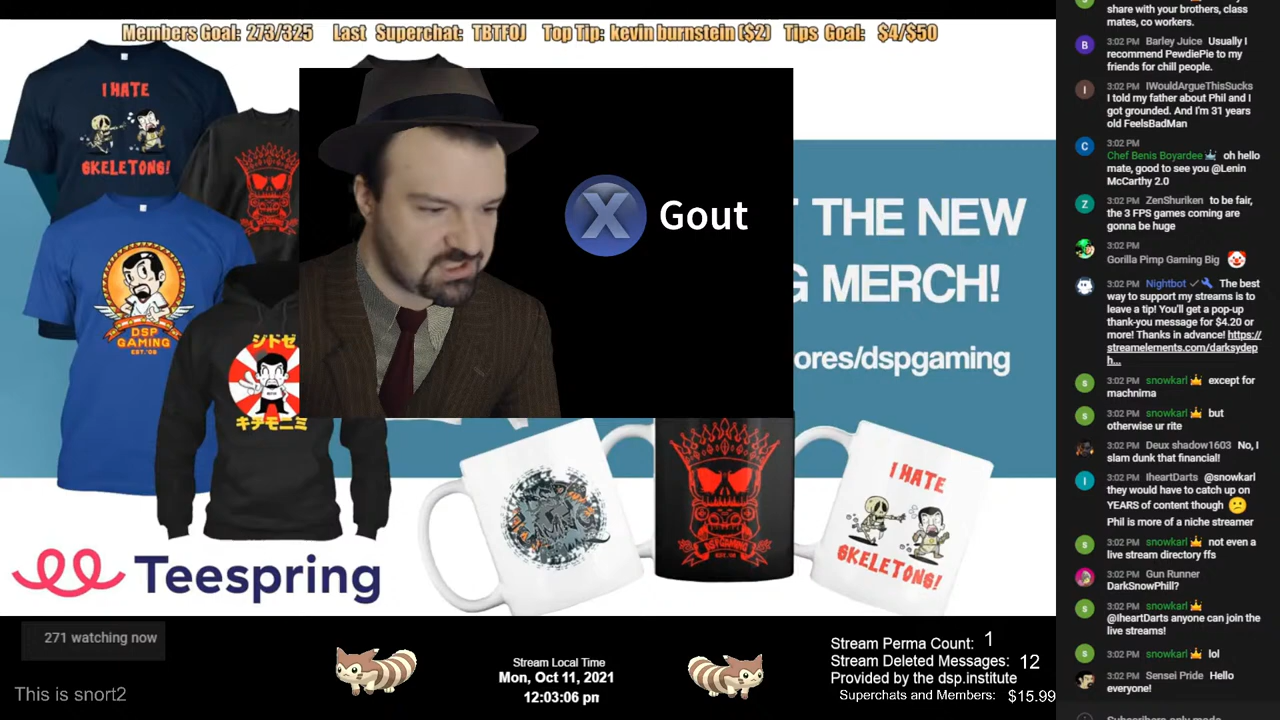 Members Goal: 273/325 Last Superchat: TBTFOJ Top Tip: kevin burnstein ($2) Tips Goal: $4/$50
I HATE
SKELETONG!
DSP
GAMING
EST.'08
シドゼ
キチモニミ
X Gout
THE NEW
G MERCH!
ores/dspgaming
DSPGAMING
I HATE
SKELETONG!
Teespring
271 watching now
This is snort2
Stream Local Time
Mon, Oct 11, 2021
12:03:06 pm
Stream Perma Count: 1
Stream Deleted Messages: 12
Provided by the dsp.institute
Superchats and Members: $15.99
share with your brothers, class
mates, co workers.
3:02 PM Barley Juice Usually I
recommend PewdiePie to my
friends for chill people.
3:02 PM IWouldArgueThisSucks
I told my father about Phil and I
got grounded. And I'm 31 years
old FeelsBadMan
3:02 PM
Chef Benis Boyardee oh hello
mate, good to see you @Lenin
McCarthy 2.0
3:02 PM ZenShuriken to be fair,
the 3 FPS games coming are
gonna be huge
3:02 PM
Gorilla Pimp Gaming Big
3:02 PM Nightbot The best
way to support my streams is to
leave a tip! You'll get a pop-up
thank-you message for $4.20 or
more! Thanks in advance! https://
streamelements.com/darksydep
h...
3:02 PM snowkarl except for
machnima
3:02 PM snowkarl but
otherwise ur rite
3:02 PM Deux shadow1603 No, I
slam dunk that financial!
3:02 PM IheartDarts @snowkarl
they would have to catch up on
YEARS of content though
Phil is more of a niche streamer
3:02 PM snowkarl not even a
live stream directory ffs
3:02 PM Gun Runner
DarkSnowPhill?
3:02 PM snowkarl
@IheartDarts anyone can join the
live streams!
3:02 PM snowkarl lol
3:02 PM Sensei Pride Hello
everyone!
Subscribers-only mode